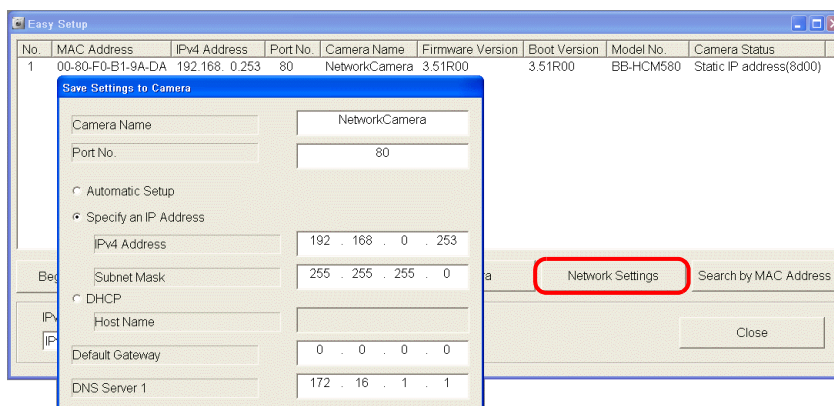 Easy Setup
No. MAC Address IPv4 Address Port No. Camera Name Firmware Version Boot Version Model No. Camera Status
1 00-80-F0-B1-9A-DA 192.168. 0.253 80 NetworkCamera 3.51R00 3.51R00 BB-HCM580 Static IP address(8d00)
Save Settings to Camera
Camera Name NetworkCamera
Port No. 80
Automatic Setup
Specify an IP Address
IPv4 Address 192 . 168 . 0 . 253
Subnet Mask 255 . 255 . 255 . 0
DHCP
Host Name
Default Gateway 0 . 0 . 0 . 0
DNS Server 1 172 . 16 . 1 . 1
Network Settings Search by MAC Address
Close